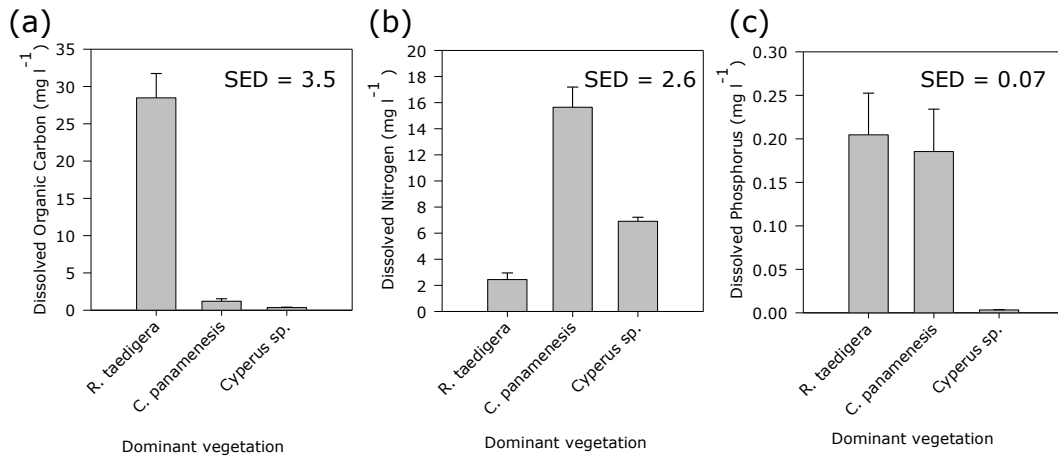 (a)
Dissolved Organic Carbon (mg l-1)
35
30
25
20
15
10
5
0
SED = 3.5
R. taedigera
C. panamenesis
Cyperus sp.
Dominant vegetation
(b)
Dissolved Nitrogen (mg l-1)
20
18
16
14
12
10
8
6
4
2
0
SED = 2.6
R. taedigera
C. panamenesis
Cyperus sp.
Dominant vegetation
(c)
Dissolved Phosphorus (mg l-1)
0.30
0.25
0.20
0.15
0.10
0.05
0.00
SED = 0.07
R. taedigera
C. panamenesis
Cyperus sp.
Dominant vegetation